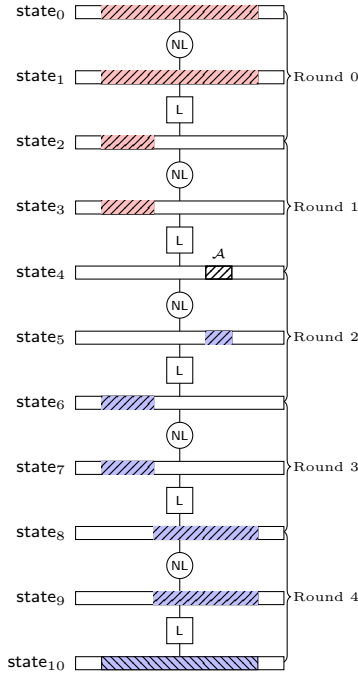 state₀
NL
state₁
Round 0
L
state₂
NL
state₃
Round 1
L
𝒜
state₄
NL
state₅
Round 2
L
state₆
NL
state₇
Round 3
L
state₈
NL
state₉
Round 4
L
state₁₀